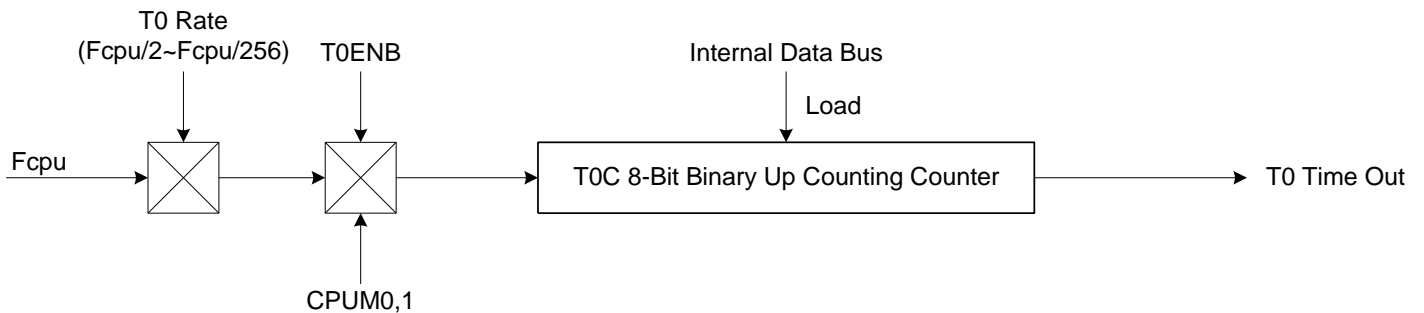 T0 Rate
(Fcpu/2~Fcpu/256)
T0ENB
Internal Data Bus
Load
Fcpu
T0C 8-Bit Binary Up Counting Counter
T0 Time Out
CPUM0,1